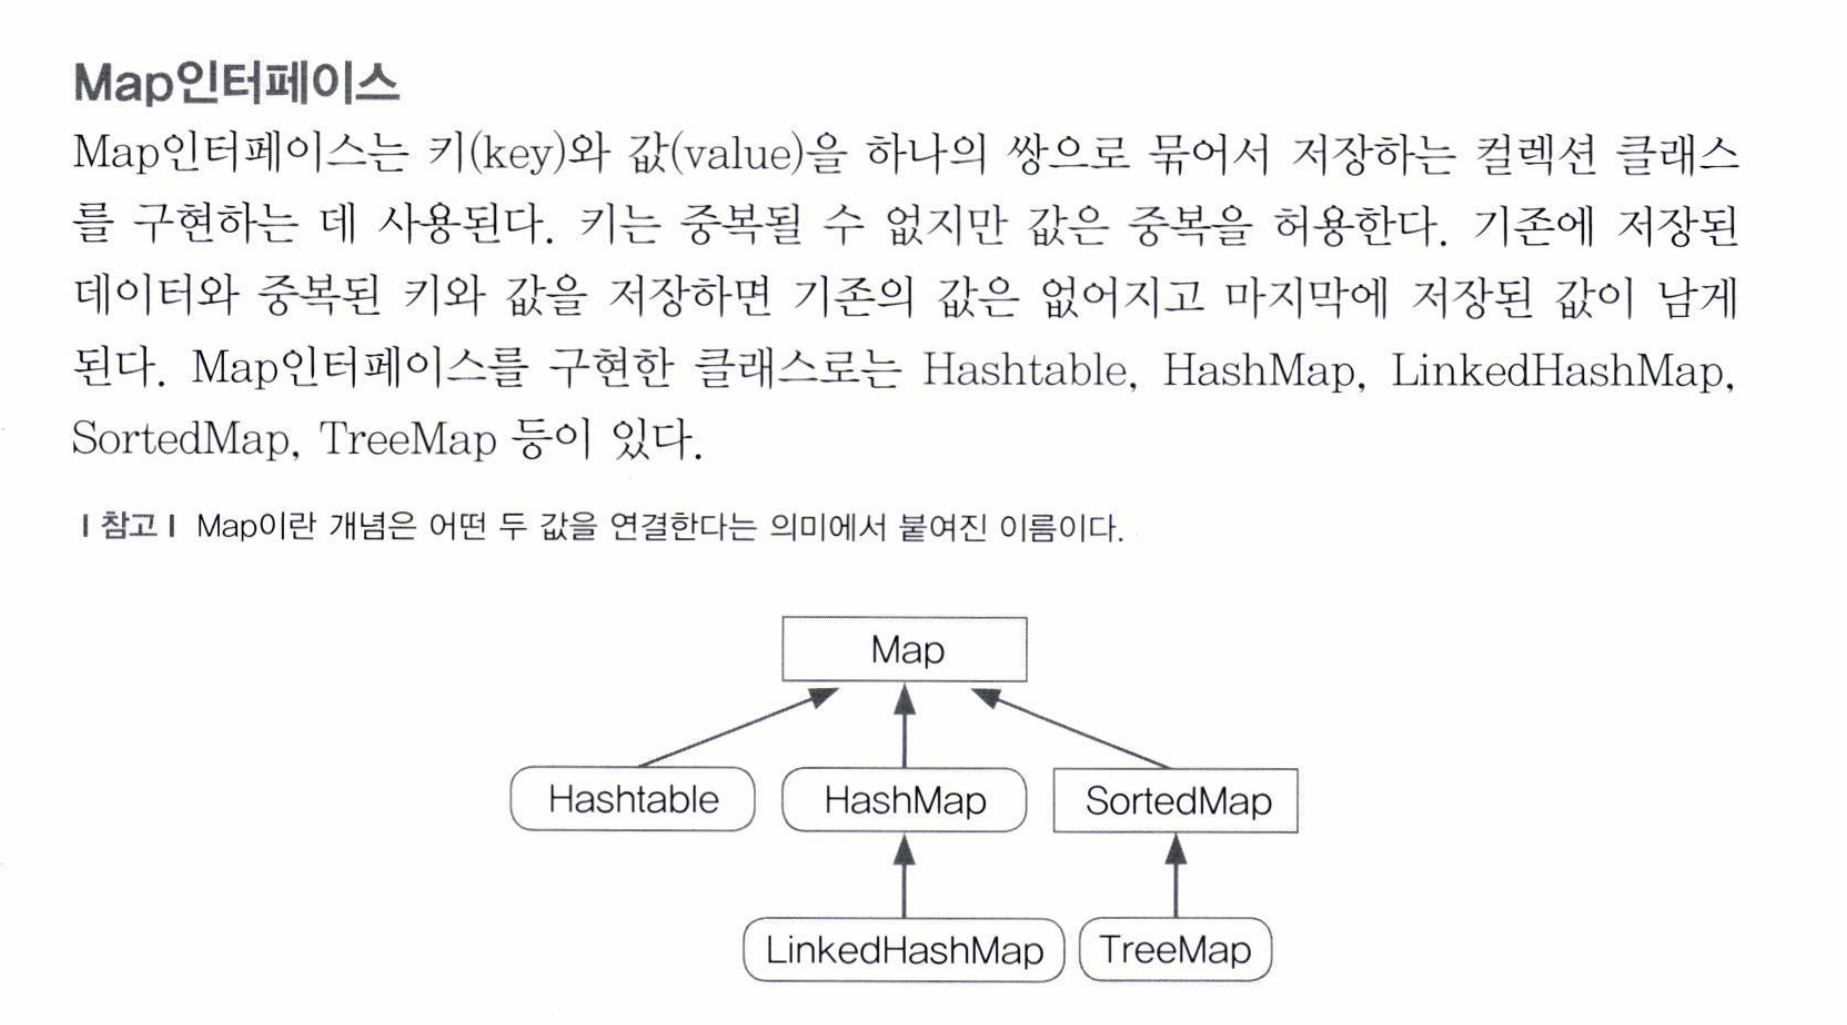 Map인터페이스
Map인터페이스는 키(key)와 값(value)을 하나의 쌍으로 묶어서 저장하는 컬렉션 클래스
를 구현하는 데 사용된다. 키는 중복될 수 없지만 값은 중복을 허용한다. 기존에 저장된
데이터와 중복된 키와 값을 저장하면 기존의 값은 없어지고 마지막에 저장된 값이 남게
된다. Map인터페이스를 구현한 클래스로는 Hashtable, HashMap, LinkedHashMap,
SortedMap, TreeMap 등이 있다.
| 참고 | Map이란 개념은 어떤 두 값을 연결한다는 의미에서 붙여진 이름이다.
Map
Hashtable
HashMap
SortedMap
LinkedHashMap
TreeMap